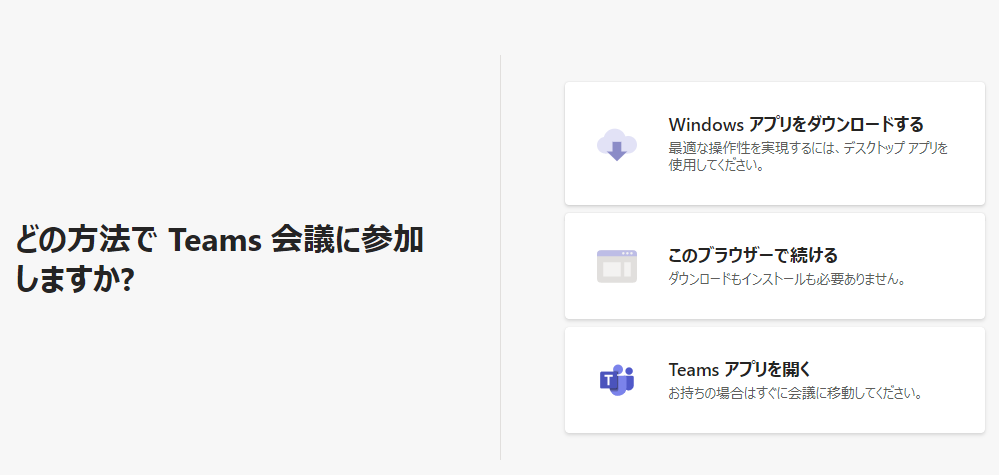 どの方法で Teams 会議に参加
しますか?
Windows アプリをダウンロードする
最適な操作性を実現するには、デスクトップ アプリを
使用してください。
このブラウザーで続ける
ダウンロードもインストールも必要ありません。
Teams アプリを開く
お持ちの場合はすぐに会議に移動してください。